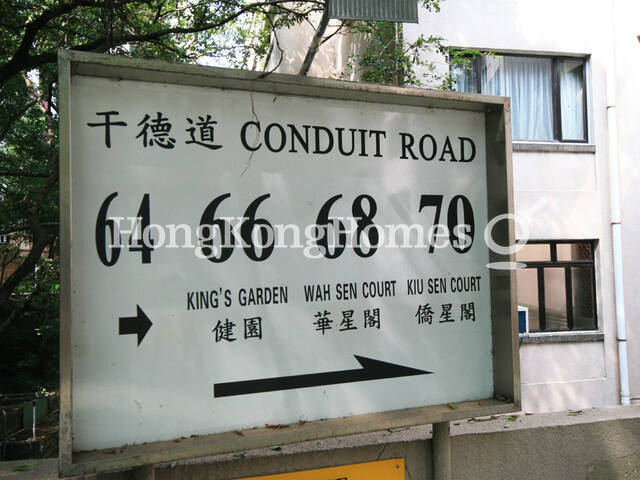 干德道 CONDUIT ROAD
64 66 68 70
HongKongHomes
KING'S GARDEN WAH SEN COURT KIU SEN COURT
健園 華星閣 僑星閣